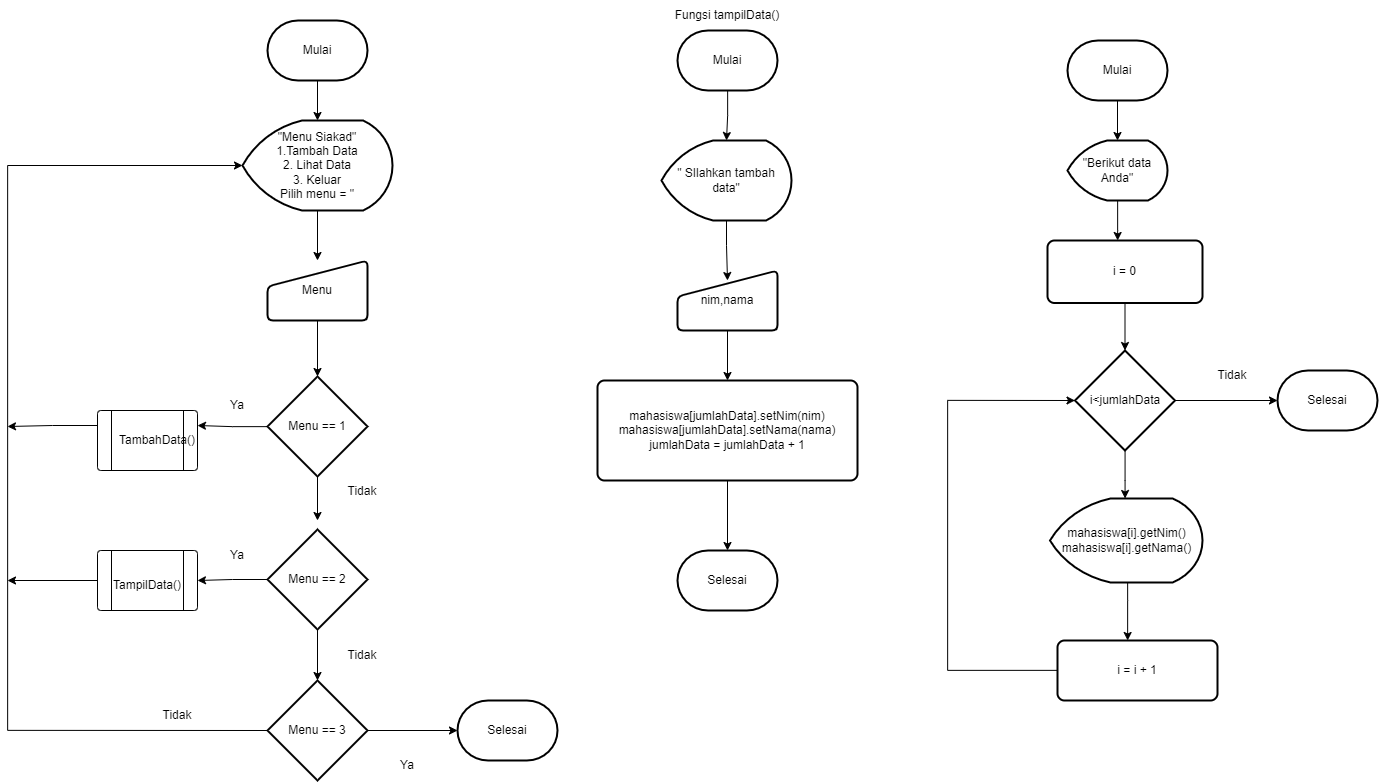 Mulai
"Menu Siakad"
1.Tambah Data
2. Lihat Data
3. Keluar
Pilih menu = "
Menu
Menu == 1
Ya
TambahData()
Tidak
Menu == 2
Ya
TampilData()
Tidak
Menu == 3
Tidak
Ya
Selesai
Fungsi tampilData()
Mulai
" SIlahkan tambah
data"
nim,nama
mahasiswa[jumlahData].setNim(nim)
mahasiswa[jumlahData].setNama(nama)
jumlahData = jumlahData + 1
Selesai
Mulai
"Berikut data
Anda"
i = 0
i<jumlahData
Tidak
Selesai
mahasiswa[i].getNim()
mahasiswa[i].getNama()
i = i + 1